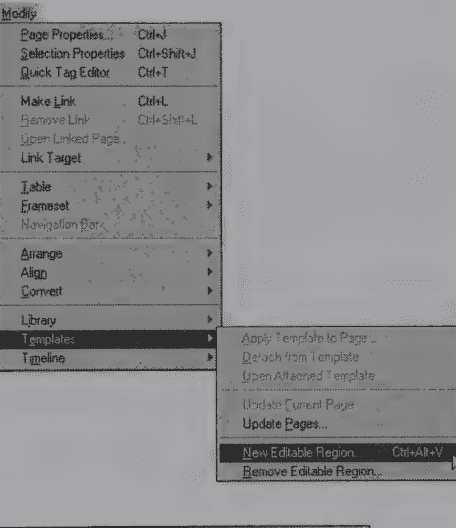 Modify
Page Properties... Ctrl+J
Selection Properties Ctrl+Shift+J
Quick Tag Editor Ctrl+T
Make Link Ctrl+L
Remove Link Ctrl+Shift+L
Open Linked Page...
Link Target
Table
Frameset
Navigation Bar
Arrange
Align
Convert
Library
Templates
Timeline
Apply Template to Page...
Detach from Template
Open Attached Template
Update Current Page
Update Pages...
New Editable Region... Ctrl+Alt+V
Remove Editable Region...